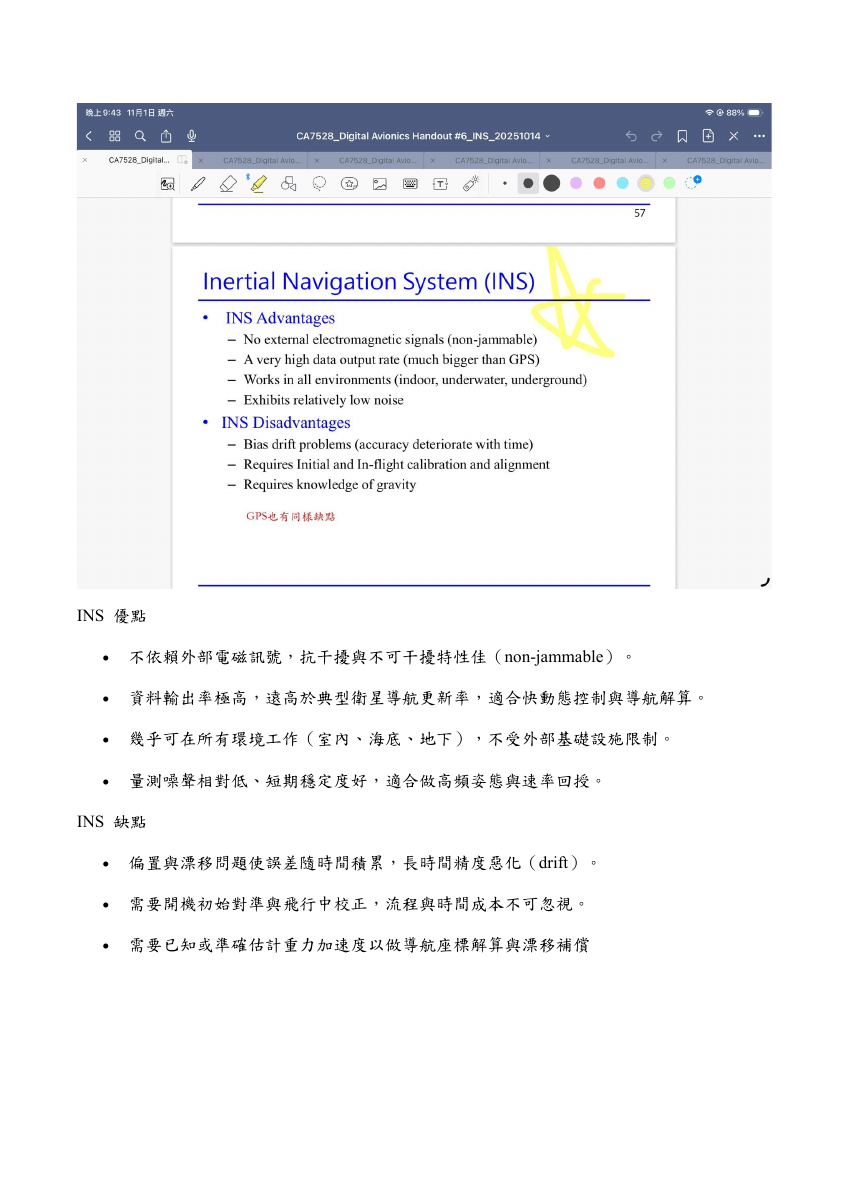 晚上9:43 11月1日 週六
88%
CA7528_Digital Avionics Handout #6_INS_20251014
CA7528_Digital...
CA7528_Digital Avio...
CA7528_Digital Avio...
CA7528_Digital Avio...
CA7528_Digital Avio...
CA7528_Digital Avio...
57
Inertial Navigation System (INS)
• INS Advantages
– No external electromagnetic signals (non-jammable)
– A very high data output rate (much bigger than GPS)
– Works in all environments (indoor, underwater, underground)
– Exhibits relatively low noise
• INS Disadvantages
– Bias drift problems (accuracy deteriorate with time)
– Requires Initial and In-flight calibration and alignment
– Requires knowledge of gravity
GPS也有同樣缺點
INS 優點
• 不依賴外部電磁訊號，抗干擾與不可干擾特性佳（non-jammable）。
• 資料輸出率極高，遠高於典型衛星導航更新率，適合快動態控制與導航解算。
• 幾乎可在所有環境工作（室內、海底、地下），不受外部基礎設施限制。
• 量測噪聲相對低、短期穩定度好，適合做高頻姿態與速率回授。
INS 缺點
• 偏置與漂移問題使誤差隨時間積累，長時間精度惡化（drift）。
• 需要開機初始對準與飛行中校正，流程與時間成本不可忽視。
• 需要已知或準確估計重力加速度以做導航座標解算與漂移補償